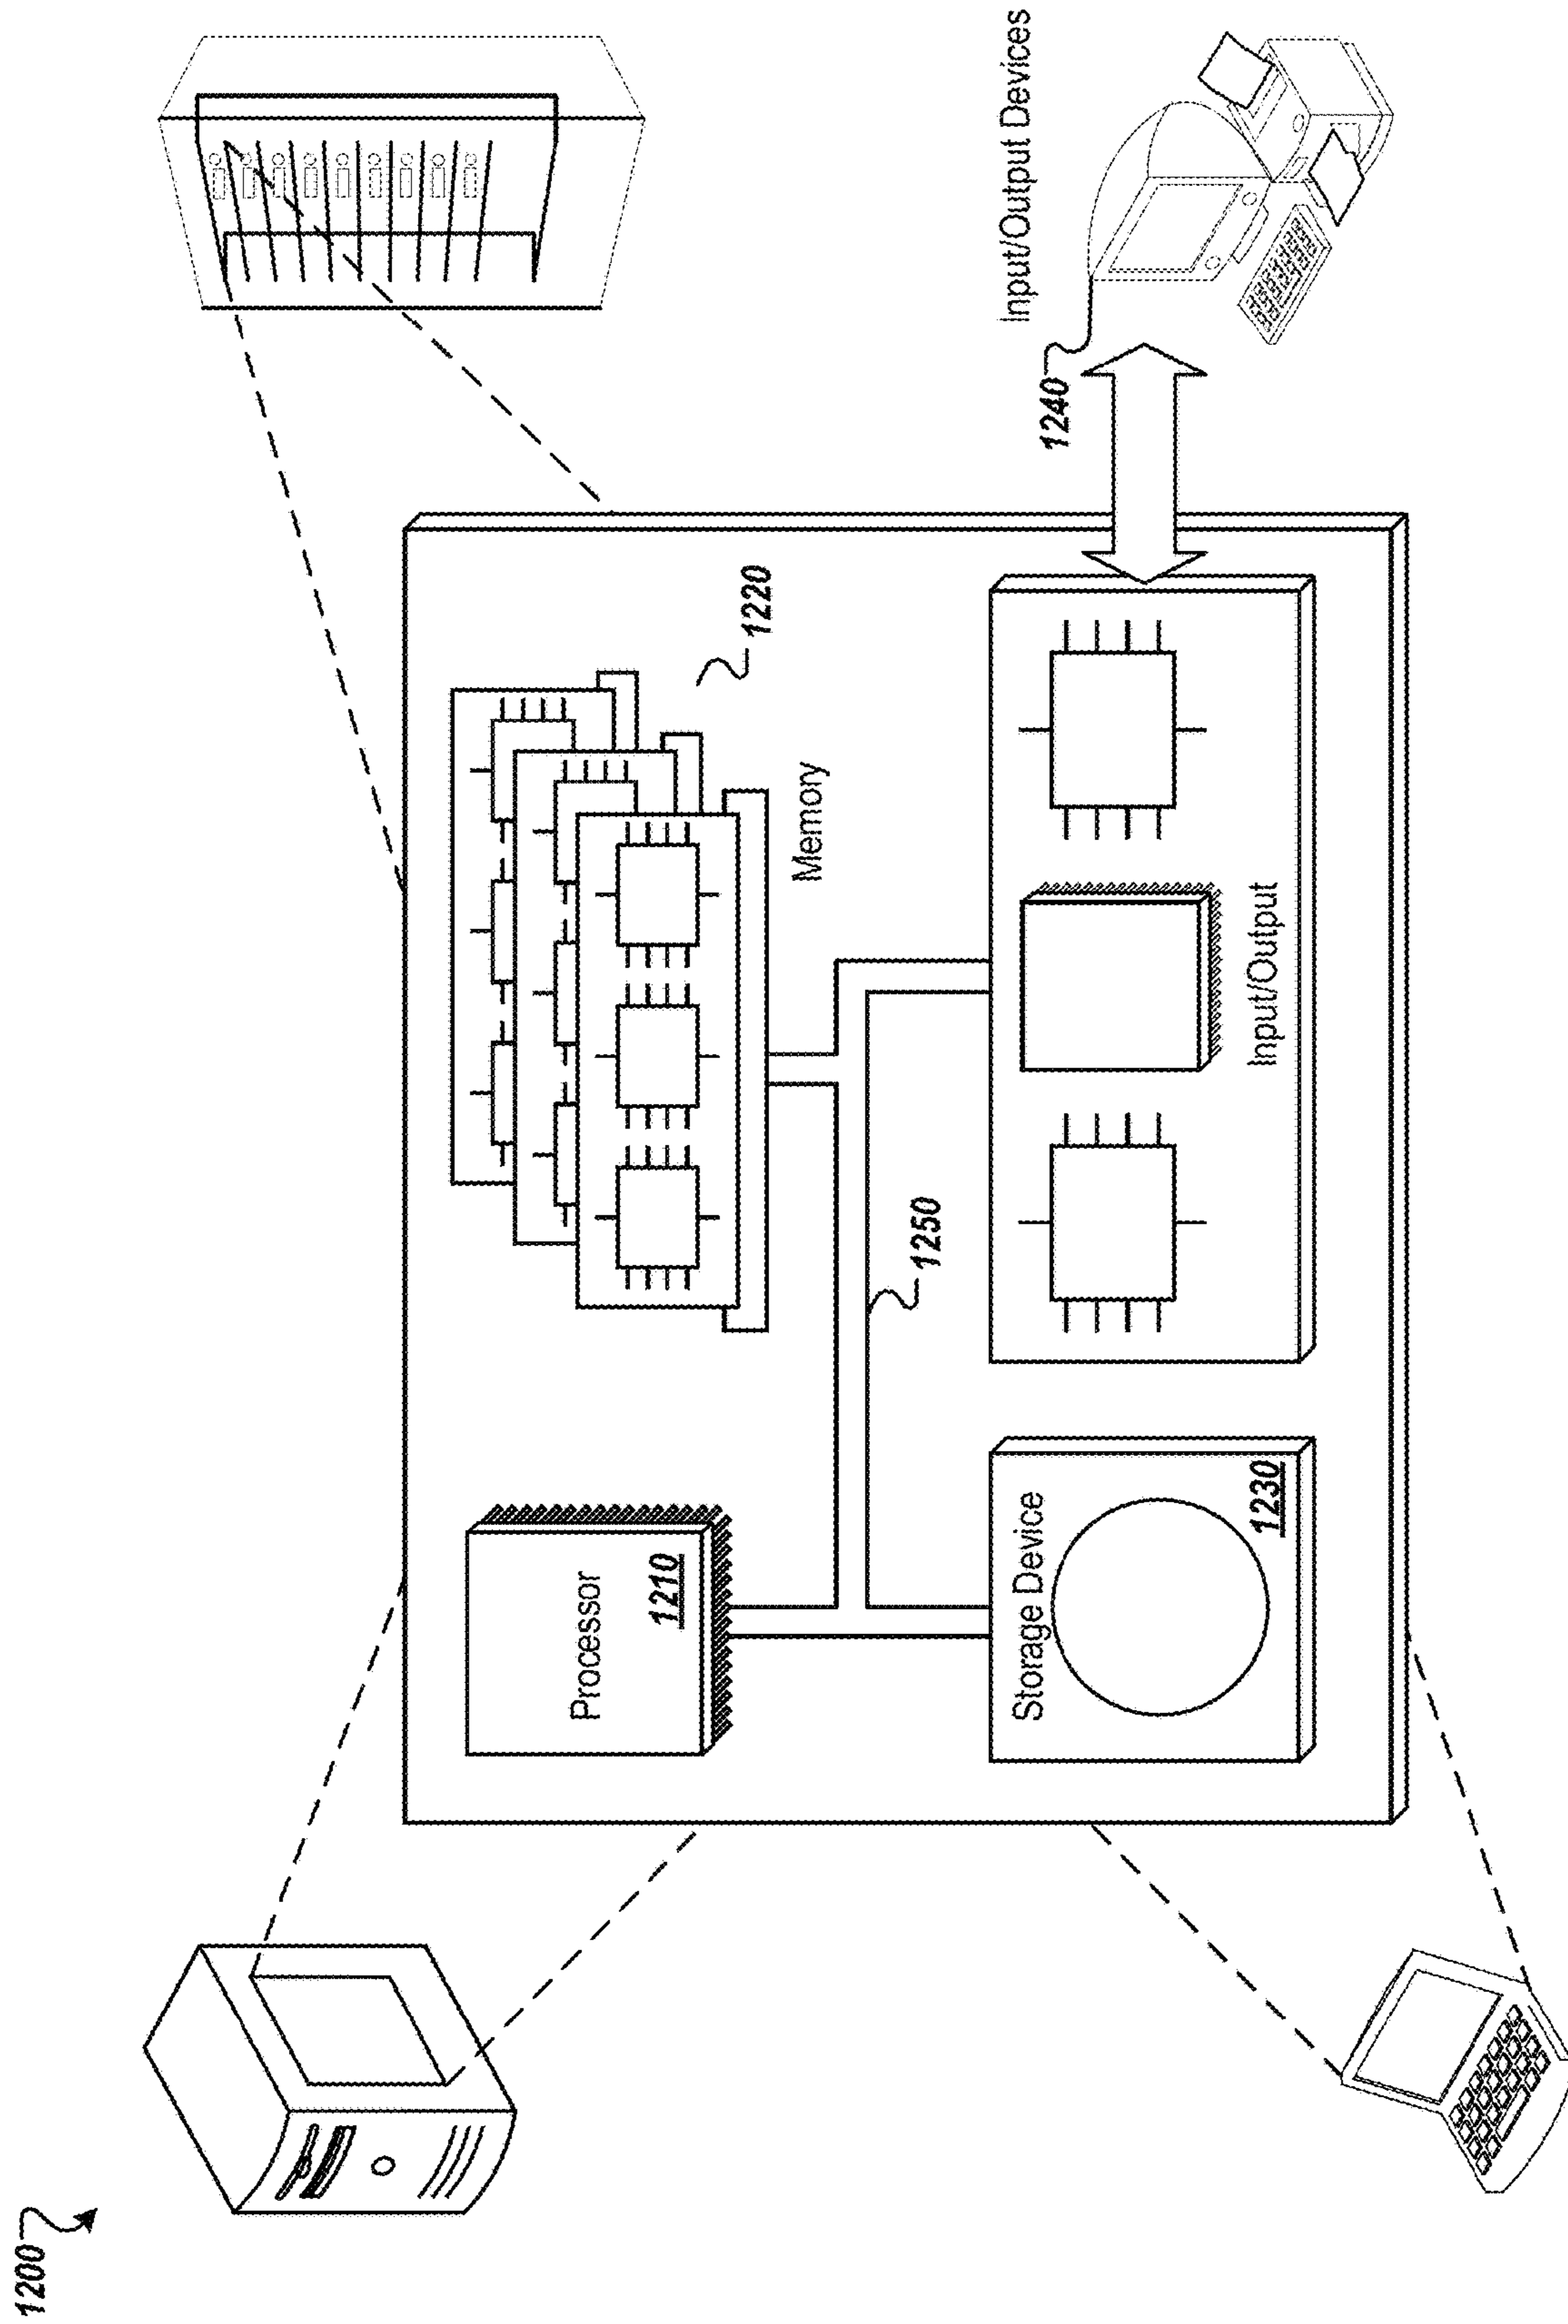 1200
Processor
1210
1220
Memory
1250
Storage Device
1230
Input/Output
1240
Input/Output Devices